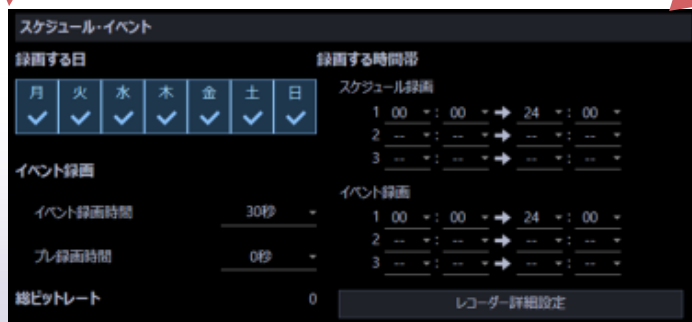 スケジュール・イベント
録画する日
月 火 水 木 金 土 日
イベント録画
イベント録画時間 30秒
プレ録画時間 0秒
総ビットレート 0
録画する時間帯
スケジュール録画
1 00 : 00 → 24 : 00
2 -- : -- → -- : --
3 -- : -- → -- : --
イベント録画
1 00 : 00 → 24 : 00
2 -- : -- → -- : --
3 -- : -- → -- : --
レコーダー詳細設定